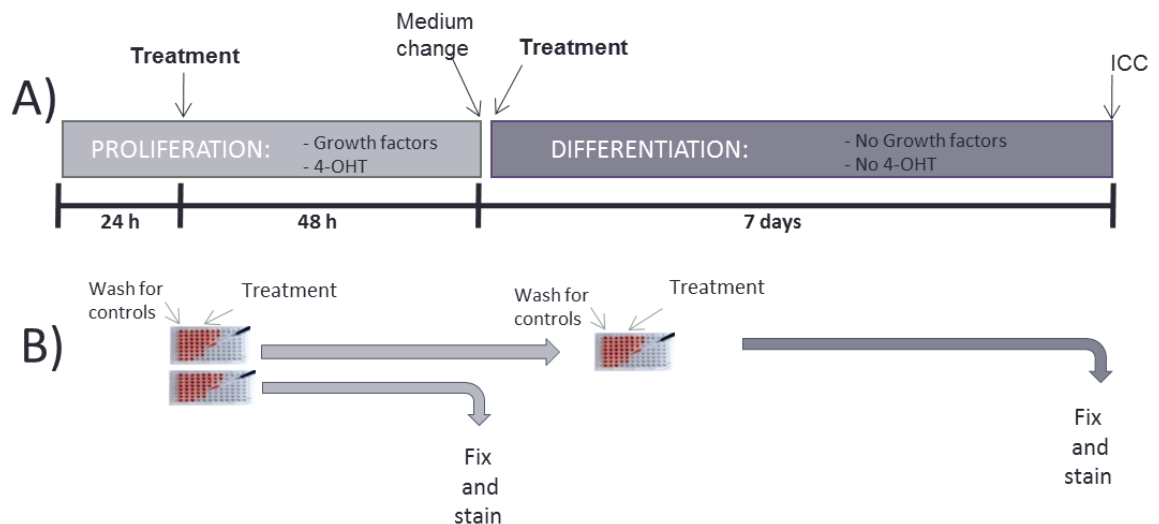 Medium
change
Treatment
Treatment
ICC
A)
PROLIFERATION:
- Growth factors
- 4-OHT
DIFFERENTIATION:
- No Growth factors
- No 4-OHT
24 h
48 h
7 days
Wash for
controls
Treatment
Wash for
controls
Treatment
B)
Fix
and
stain
Fix
and
stain